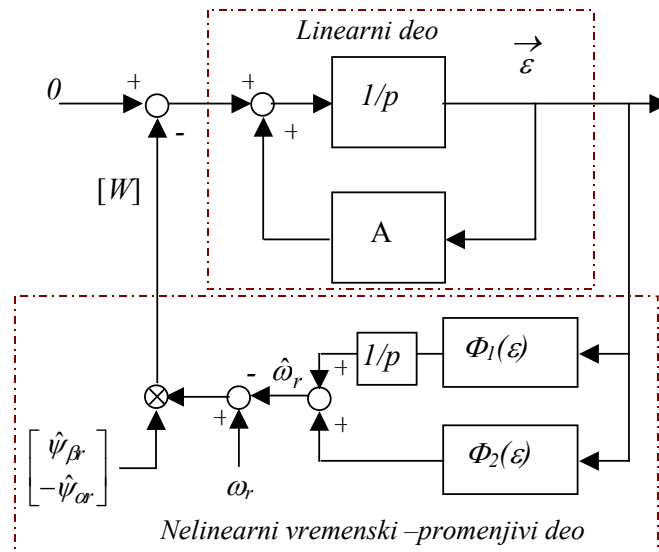 Linearni deo
→
ε
0
+
-
+
+
1/p
A
[W]
Φ₁(ε)
1/p
+
-
ω̂ᵣ
+
+
Φ₂(ε)
ψ̂βr
-ψ̂αr
ωᵣ
Nelinearni vremenski –promenjivi deo